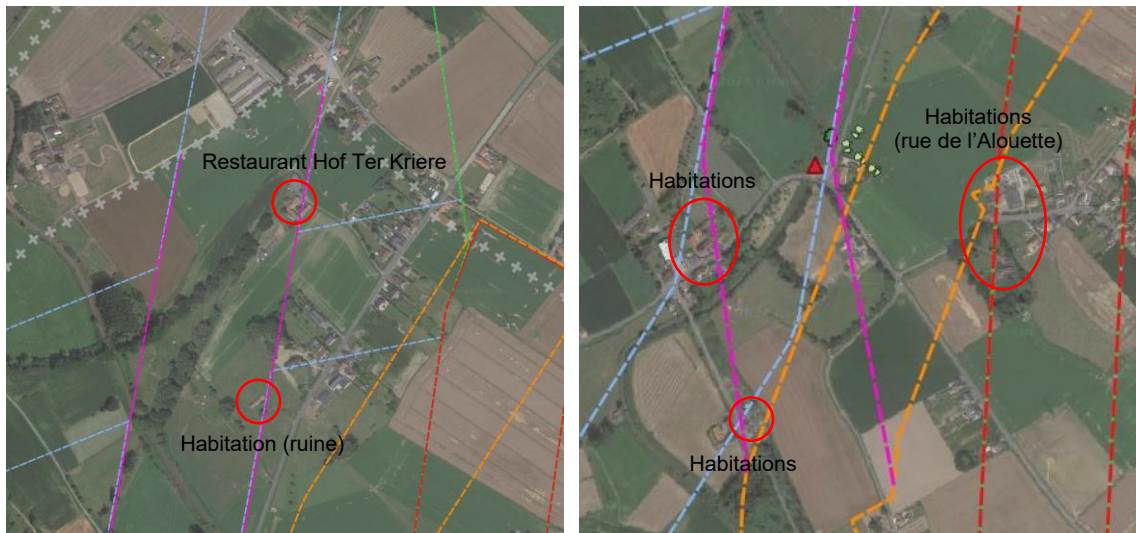 Restaurant Hof Ter Kriere
Habitation (ruine)
Habitations
(rue de l'Alouette)
Habitations
Habitations